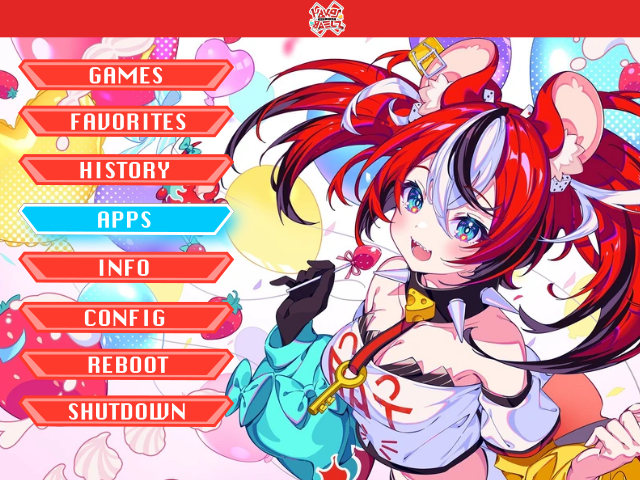 GAMES
FAVORITES
HISTORY
APPS
INFO
CONFIG
REBOOT
SHUTDOWN